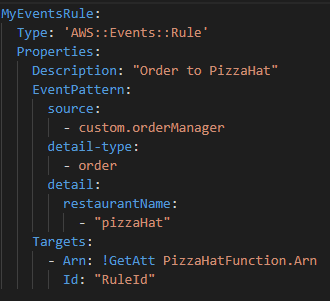 MyEventsRule:
  Type: 'AWS::Events::Rule'
  Properties:
    Description: "Order to PizzaHat"
    EventPattern:
      source:
        - custom.orderManager
      detail-type:
        - order
      detail:
        restaurantName:
          - "pizzaHat"
    Targets:
      - Arn: !GetAtt PizzaHatFunction.Arn
        Id: "RuleId"